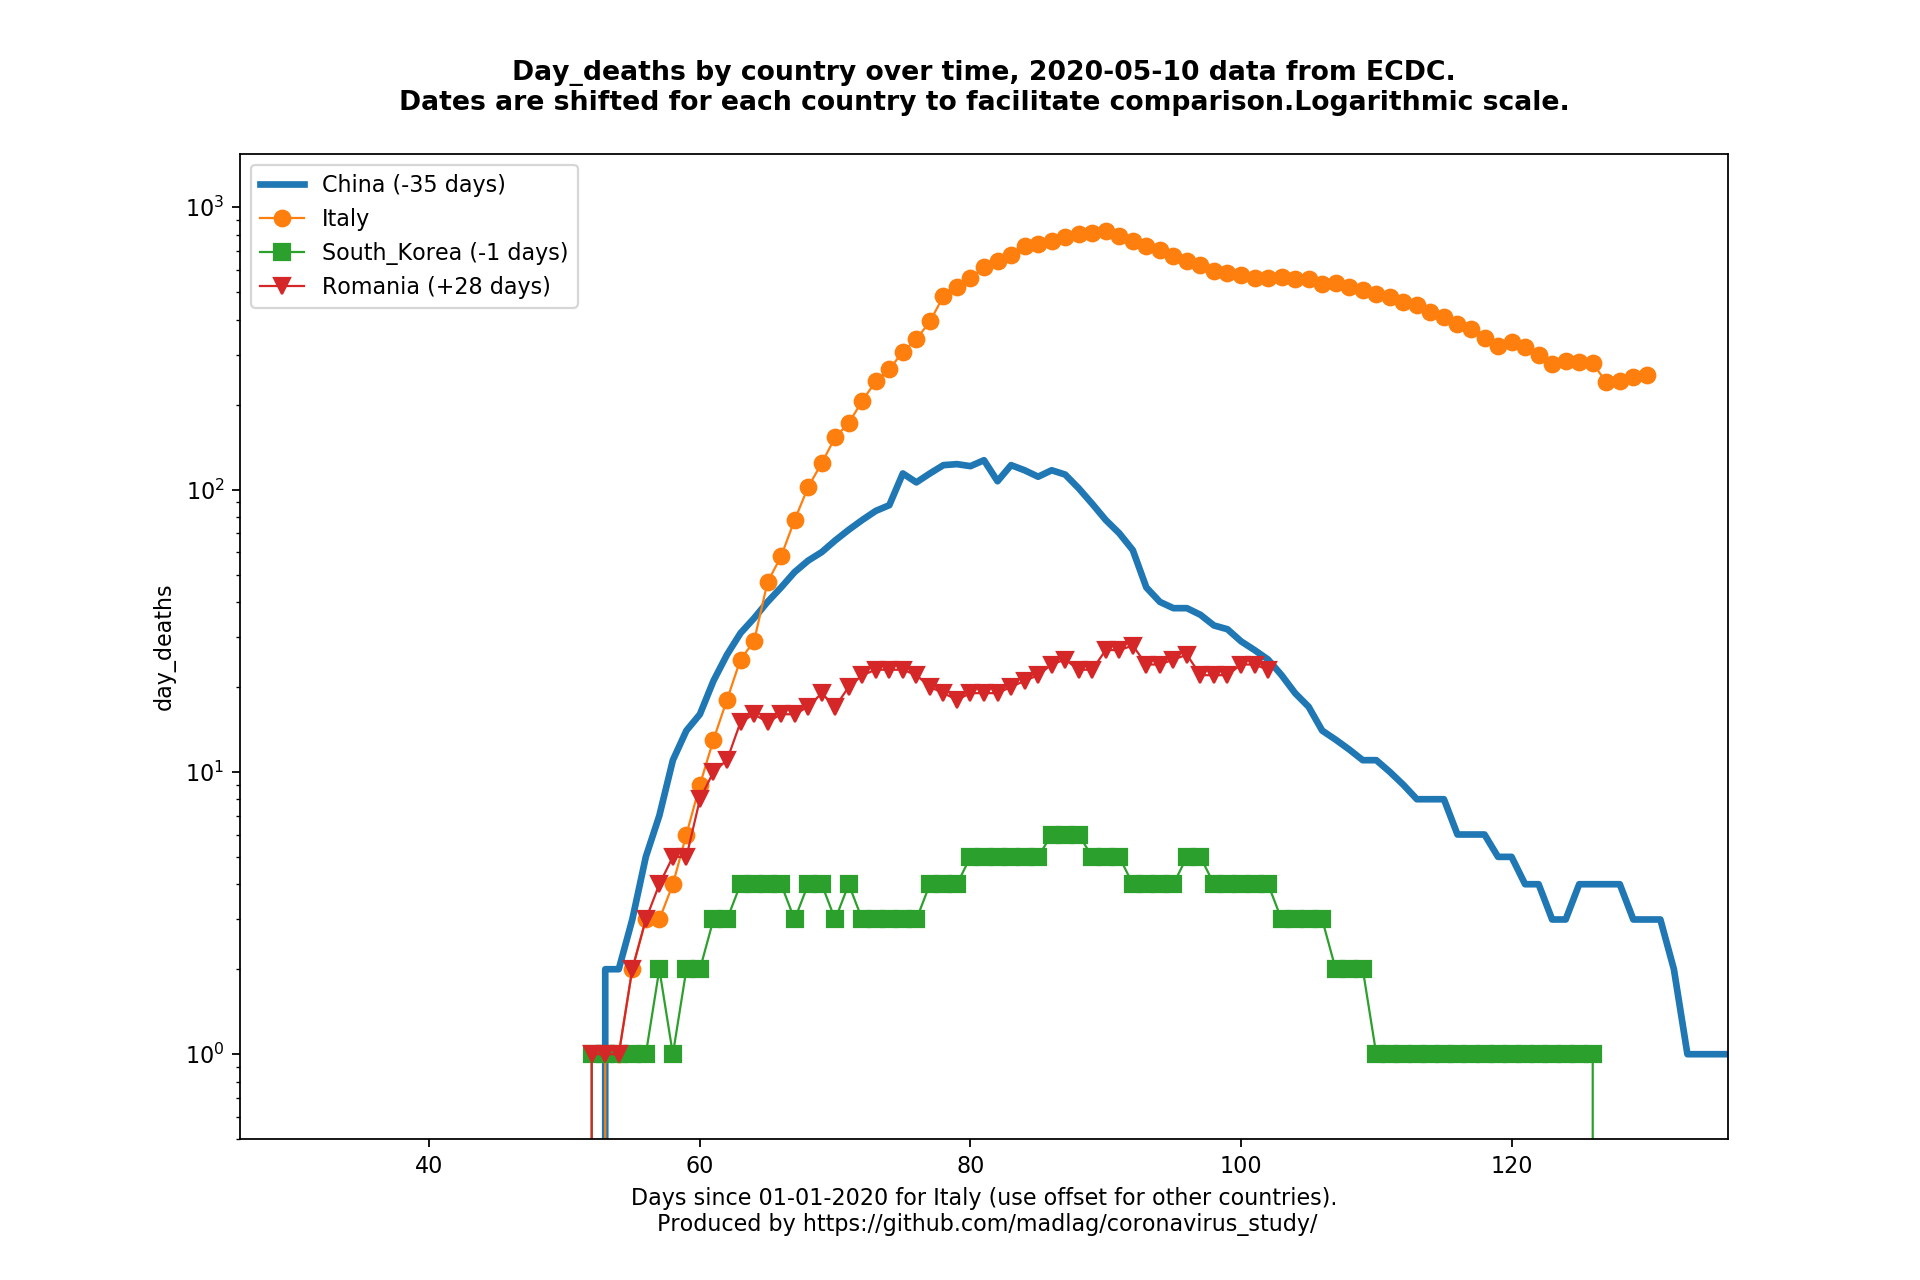 Day_deaths by country over time, 2020-05-10 data from ECDC.
Dates are shifted for each country to facilitate comparison.Logarithmic scale.
China (-35 days)
Italy
South_Korea (-1 days)
Romania (+28 days)
10³
10²
10¹
10⁰
day_deaths
40 60 80 100 120
Days since 01-01-2020 for Italy (use offset for other countries).
Produced by https://github.com/madlag/coronavirus_study/